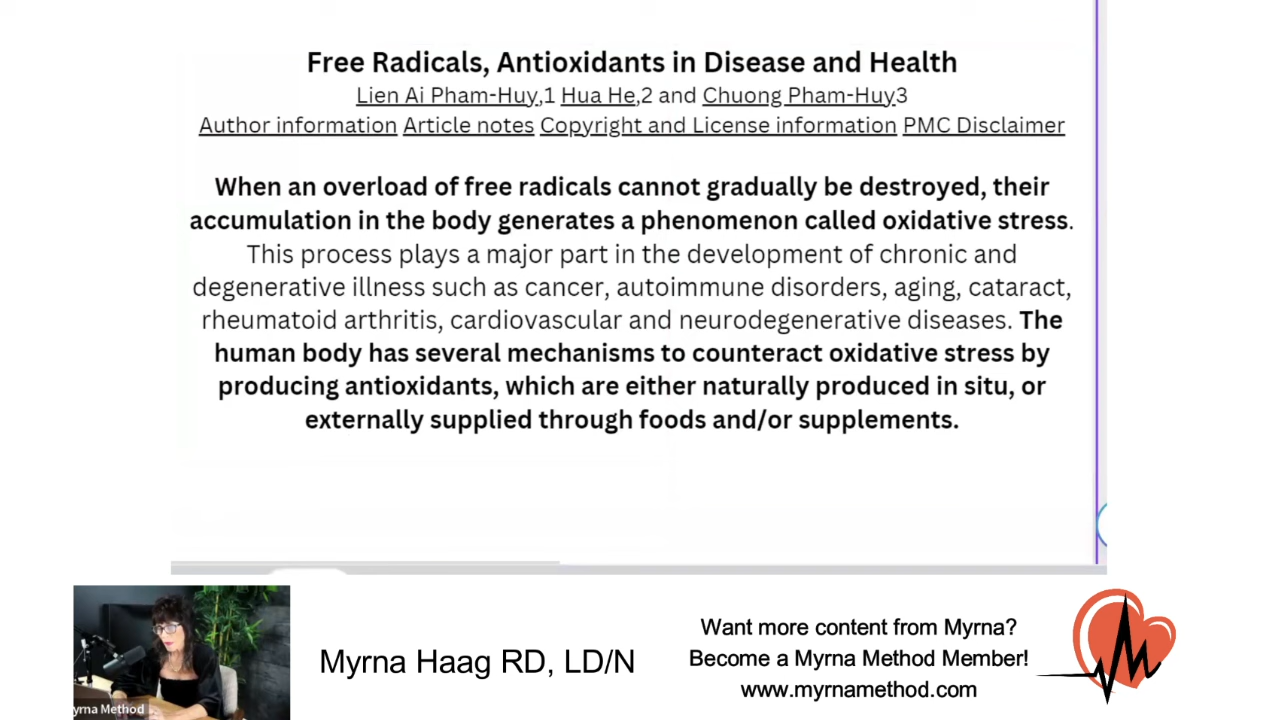 Free Radicals, Antioxidants in Disease and Health
Lien Ai Pham-Huy,1 Hua He,2 and Chuong Pham-Huy3
Author information Article notes Copyright and License information PMC Disclaimer
When an overload of free radicals cannot gradually be destroyed, their
accumulation in the body generates a phenomenon called oxidative stress.
This process plays a major part in the development of chronic and
degenerative illness such as cancer, autoimmune disorders, aging, cataract,
rheumatoid arthritis, cardiovascular and neurodegenerative diseases. The
human body has several mechanisms to counteract oxidative stress by
producing antioxidants, which are either naturally produced in situ, or
externally supplied through foods and/or supplements.
yrna Method
Myrna Haag RD, LD/N
Want more content from Myrna?
Become a Myrna Method Member!
www.myrnamethod.com
M